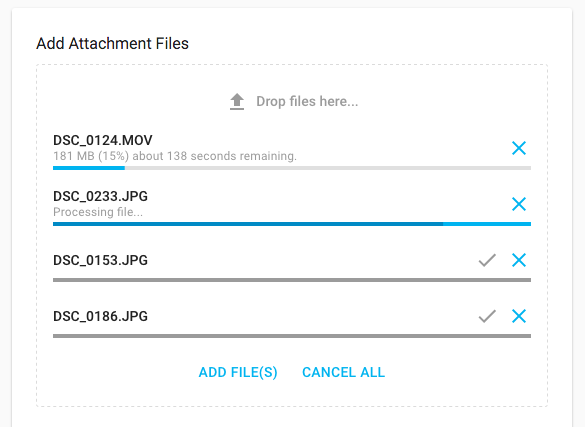 Add Attachment Files
Drop files here...
DSC_0124.MOV
181 MB (15%) about 138 seconds remaining.
DSC_0233.JPG
Processing file...
DSC_0153.JPG
DSC_0186.JPG
ADD FILE(S) CANCEL ALL